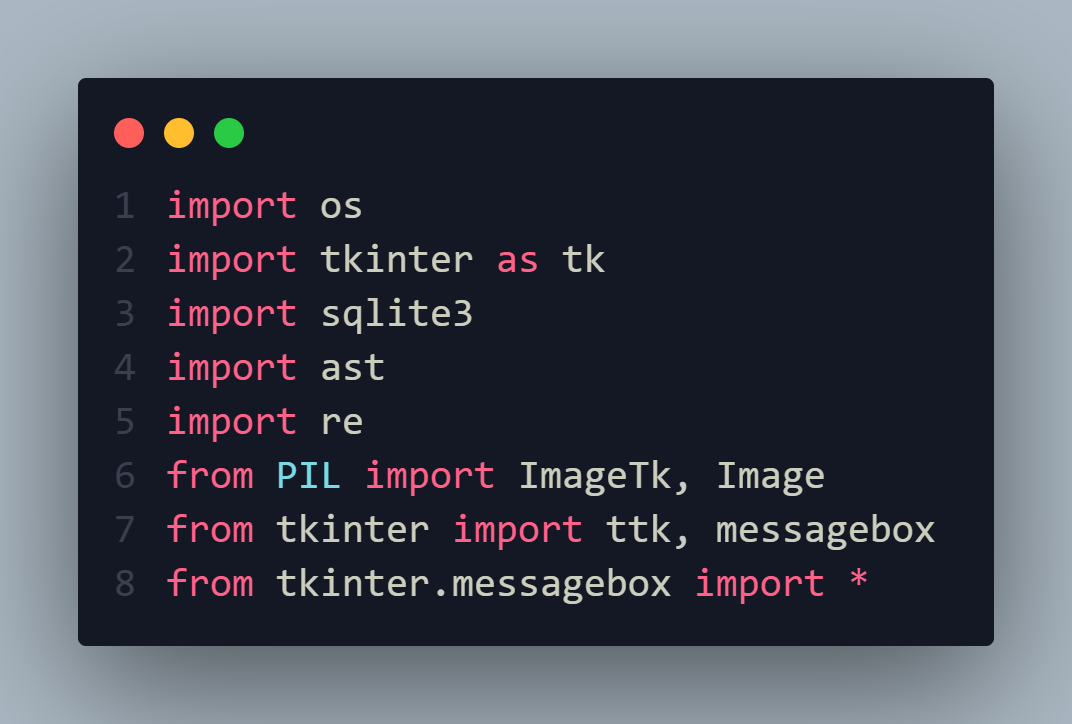 1 import os
2 import tkinter as tk
3 import sqlite3
4 import ast
5 import re
6 from PIL import ImageTk, Image
7 from tkinter import ttk, messagebox
8 from tkinter.messagebox import *